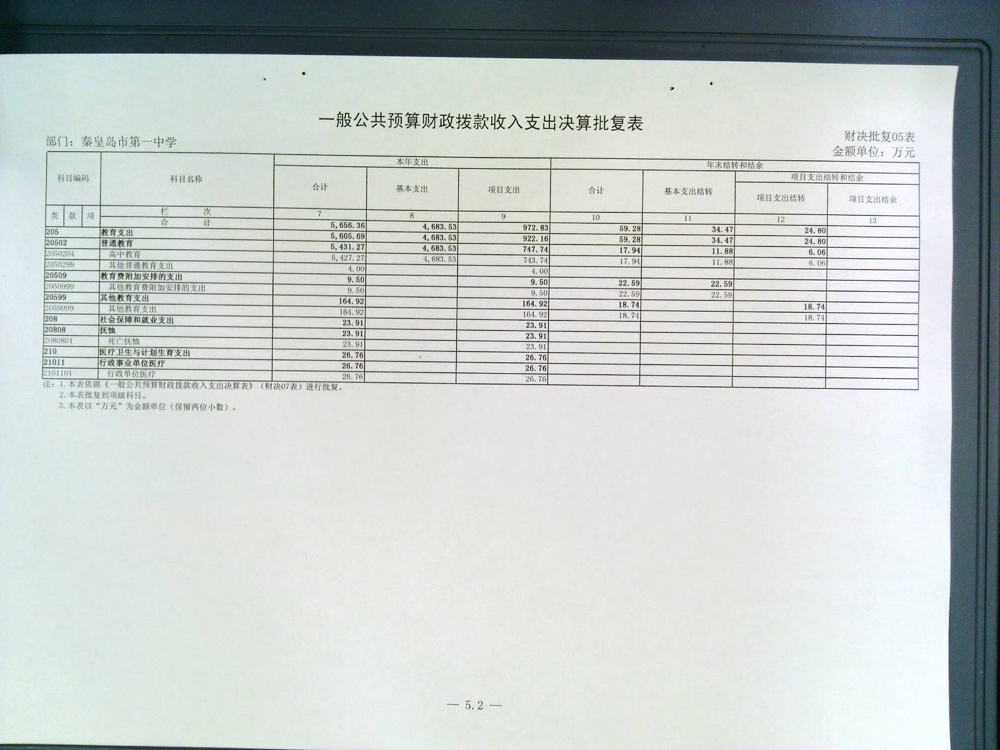 一般公共预算财政拨款收入支出决算批复表
财决批复05表
部门：秦皇岛市第一中学
金额单位：万元
科目编码 科目名称 本年支出 年末结转和结余
合计 基本支出 项目支出 合计 基本支出结转 项目支出结转和结余
项目支出结转 项目支出结余
类 款 项 栏 次 7 8 9 10 11 12 13
合 计 5,656.36 4,683.53 972.83 59.28 34.47 24.80
205 教育支出 5,605.69 4,683.53 922.16 59.28 34.47 24.80
20502 普通教育 5,431.27 4,683.53 747.74 17.94 11.88 6.06
2050204 高中教育 5,427.27 4,683.53 743.74 17.94 11.88 6.06
2050299 其他普通教育支出 4.00 4.00
20509 教育费附加安排的支出 9.50 9.50 22.59 22.59
2050999 其他教育费附加安排的支出 9.50 9.50 22.59 22.59
20599 其他教育支出 164.92 164.92 18.74 18.74
2059999 其他教育支出 164.92 164.92 18.74 18.74
208 社会保障和就业支出 23.91 23.91
20808 抚恤 23.91 23.91
2080801 死亡抚恤 23.91 23.91
210 医疗卫生与计划生育支出 26.76 26.76
21011 行政事业单位医疗 26.76 26.76
2101101 行政单位医疗 26.76 26.76
注：1.本表依据《一般公共预算财政拨款收入支出决算表》（财决07表）进行批复。
2.本表批复到项级科目。
3.本表以“万元”为金额单位（保留两位小数）。
— 5.2 —